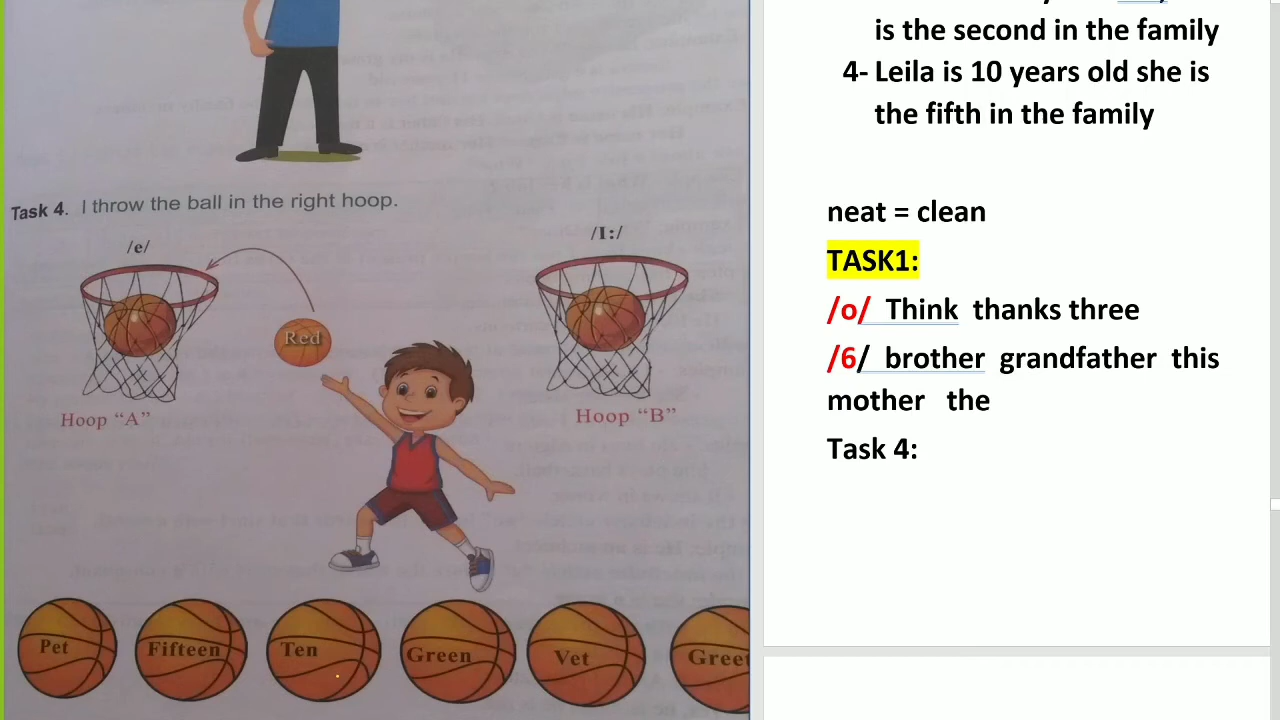 Task 4. I throw the ball in the right hoop.
/e/
/I:/
Red
Hoop "A"
Hoop "B"
Pet
Fifteen
Ten
Green
Vet
Greet
is the second in the family
4- Leila is 10 years old she is
the fifth in the family
neat = clean
TASK1:
/o/ Think thanks three
/6/ brother grandfather this
mother the
Task 4: